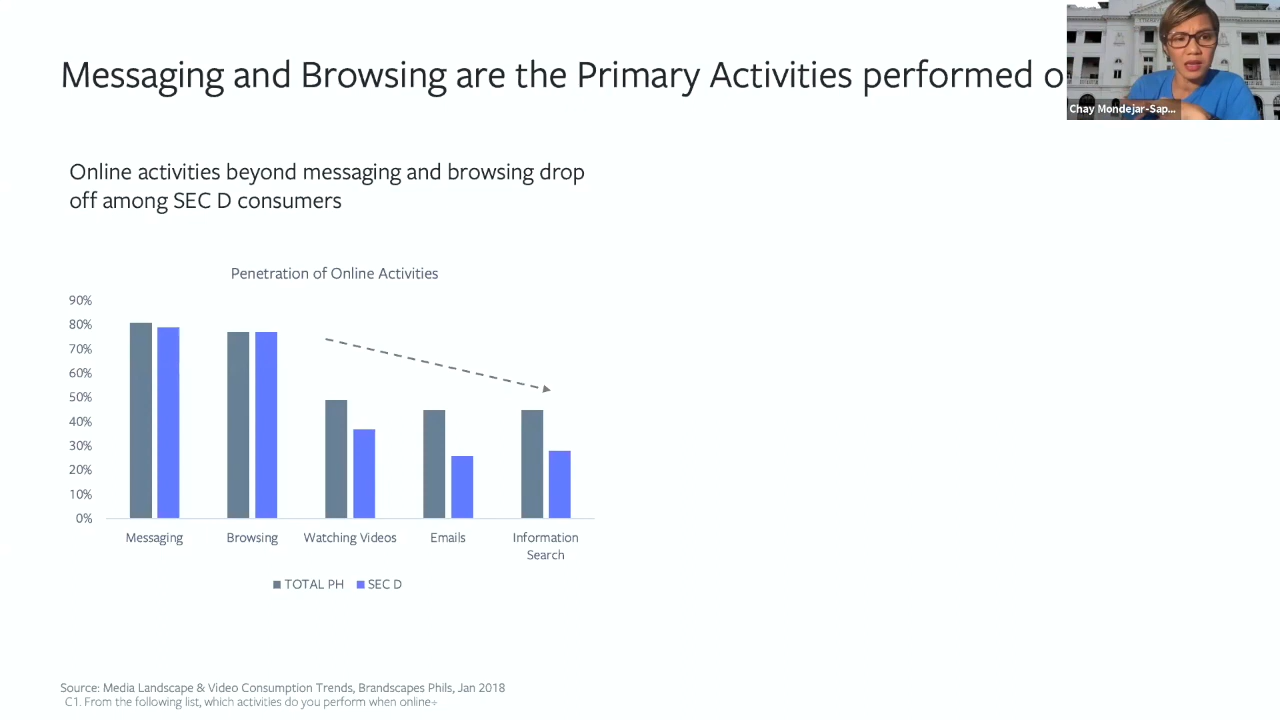 Messaging and Browsing are the Primary Activities performed o
Chay Mondejar-Sap...
Online activities beyond messaging and browsing drop
off among SEC D consumers
Penetration of Online Activities
90%
80%
70%
60%
50%
40%
30%
20%
10%
0%
Messaging Browsing Watching Videos Emails Information
Search
TOTAL PH SEC D
Source: Media Landscape & Video Consumption Trends, Brandscapes Phils, Jan 2018
C1. From the following list, which activities do you perform when online÷